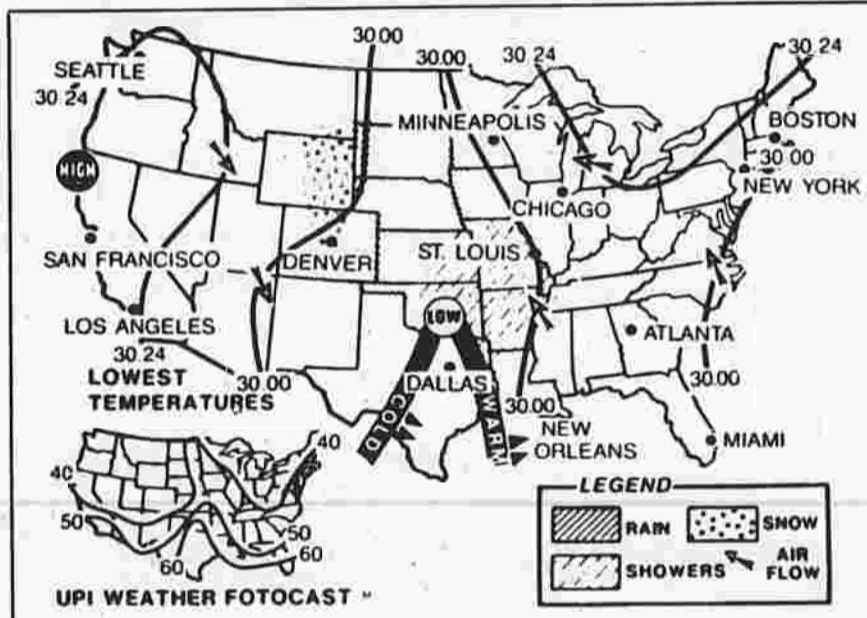 30.00
30.00
30.24
30.24
SEATTLE
30.24
MINNEAPOLIS
BOSTON
HIGH
30.00
NEW YORK
CHICAGO
SAN FRANCISCO
DENVER
ST. LOUIS
LOS ANGELES
LOW
ATLANTA
30.24
30.00
DALLAS
30.00
LOWEST
TEMPERATURES
COLD
WARM
30.00
NEW
ORLEANS
MIAMI
40
40
50
50
60
60
LEGEND
RAIN
SNOW
SHOWERS
AIR
FLOW
UPI WEATHER FOTOCAST